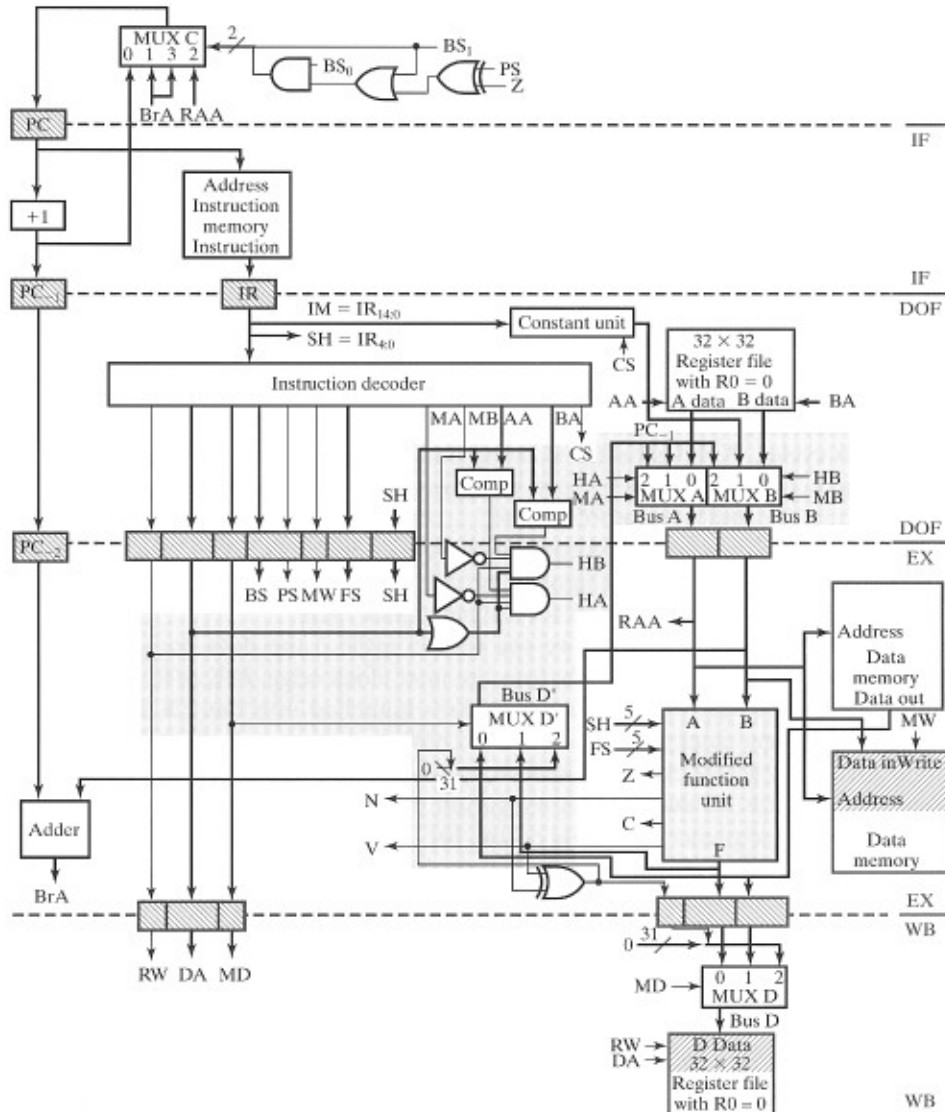 MUX C
0 1 3 2
2
BS₁
BS₀
PS
Z
BrA RAA
PC
IF
+1
Address
Instruction
memory
Instruction
PC₋₁
IR
IF
DOF
IM = IR₁₄:₀
SH = IR₄:₀
Constant unit
CS
32 × 32
Register file
with R0 = 0
A data B data
AA
BA
Instruction decoder
MA MB AA BA
CS
PC₋₁
Comp
Comp
SH
HA
MA
2 1 0 2 1 0
MUX A MUX B
HB
MB
Bus A
Bus B
PC₋₂
DOF
EX
BS PS MW FS SH
HB
HA
RAA
Address
Data
memory
Data out
MW
Bus D'
MUX D'
0 1 2
0
31
SH 5
FS 5
A B
Modified
function
unit
F
Z
N
C
V
Data in Write
Address
Data
memory
Adder
BrA
EX
WB
RW DA MD
0 31
0 1 2
MUX D
MD
Bus D
RW
DA
D Data
32 × 32
Register file
with R0 = 0
WB